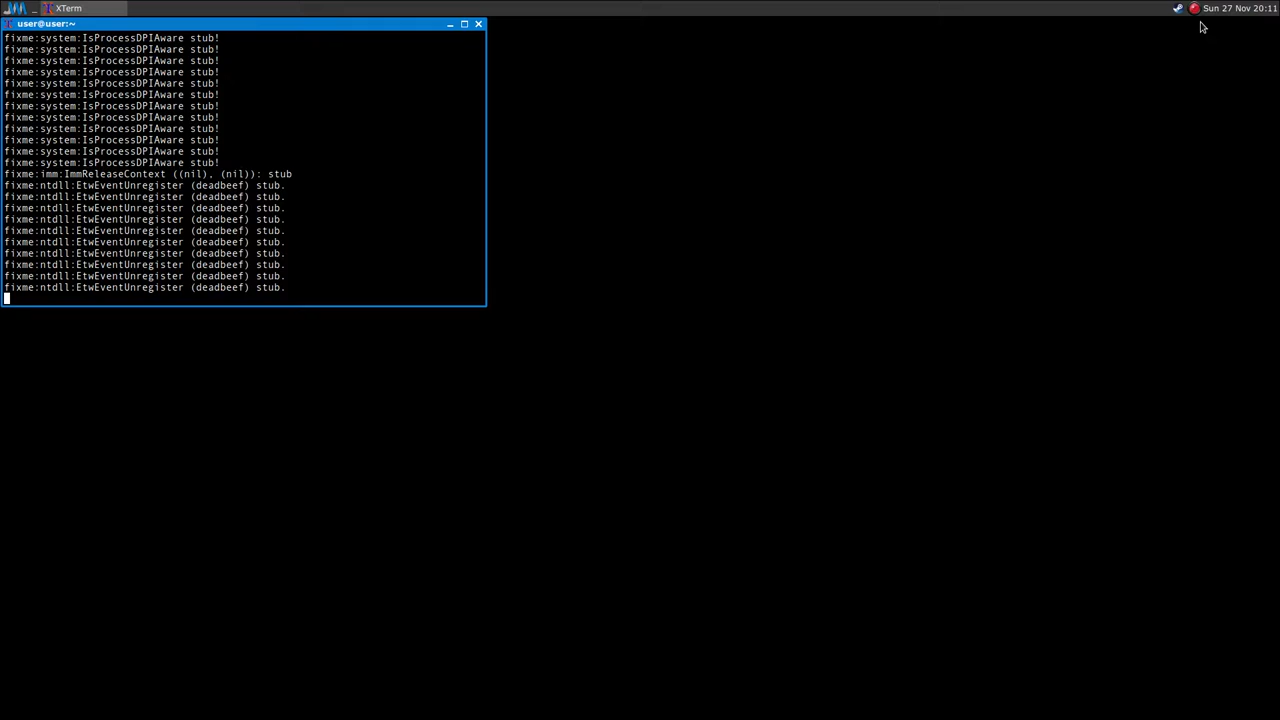 _ XTerm Sun 27 Nov 20:11
user@user:~
fixme:system:IsProcessDPIAware stub!
fixme:system:IsProcessDPIAware stub!
fixme:system:IsProcessDPIAware stub!
fixme:system:IsProcessDPIAware stub!
fixme:system:IsProcessDPIAware stub!
fixme:system:IsProcessDPIAware stub!
fixme:system:IsProcessDPIAware stub!
fixme:system:IsProcessDPIAware stub!
fixme:system:IsProcessDPIAware stub!
fixme:system:IsProcessDPIAware stub!
fixme:system:IsProcessDPIAware stub!
fixme:system:IsProcessDPIAware stub!
fixme:imm:ImmReleaseContext ((nil), (nil)): stub
fixme:ntdll:EtwEventUnregister (deadbeef) stub.
fixme:ntdll:EtwEventUnregister (deadbeef) stub.
fixme:ntdll:EtwEventUnregister (deadbeef) stub.
fixme:ntdll:EtwEventUnregister (deadbeef) stub.
fixme:ntdll:EtwEventUnregister (deadbeef) stub.
fixme:ntdll:EtwEventUnregister (deadbeef) stub.
fixme:ntdll:EtwEventUnregister (deadbeef) stub.
fixme:ntdll:EtwEventUnregister (deadbeef) stub.
fixme:ntdll:EtwEventUnregister (deadbeef) stub.
fixme:ntdll:EtwEventUnregister (deadbeef) stub.